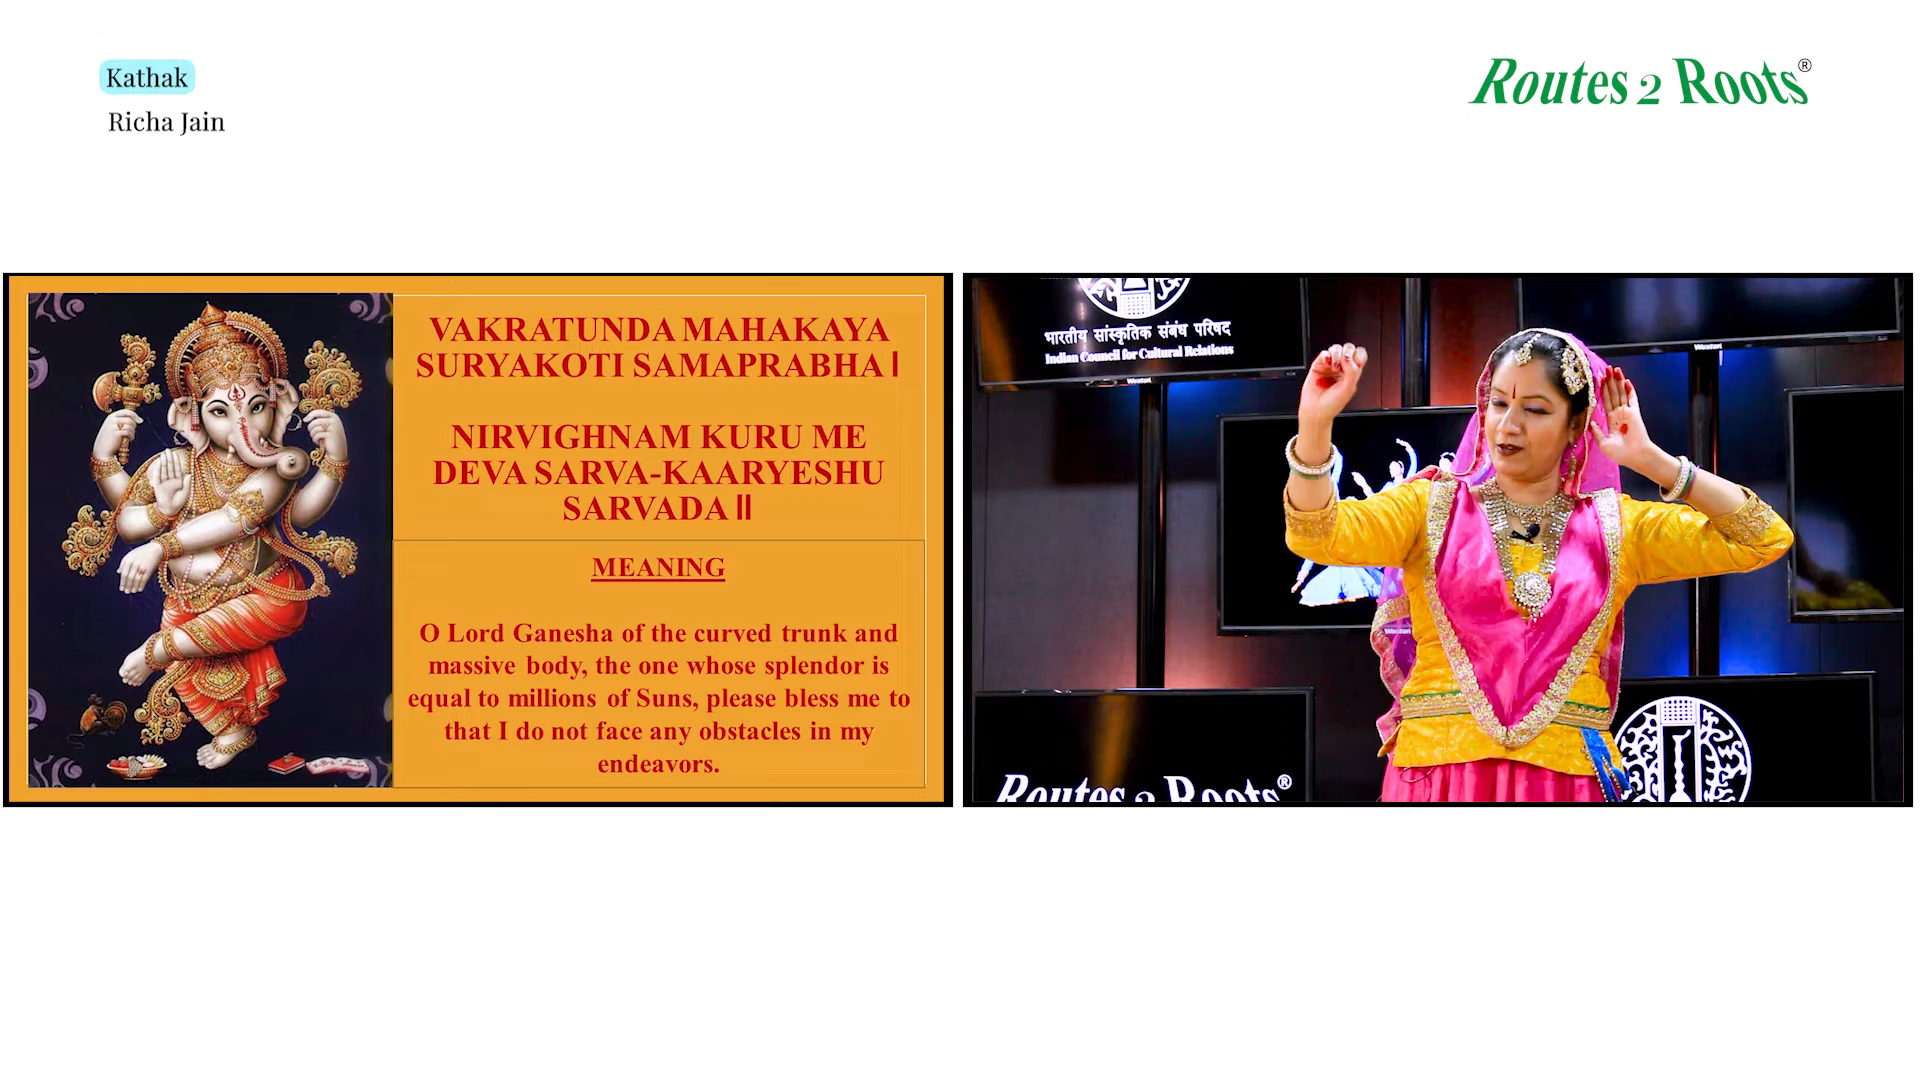 Kathak
Richa Jain
Routes 2 Roots®
VAKRATUNDA MAHAKAYA
SURYAKOTI SAMAPRABHA।
NIRVIGHNAM KURU ME
DEVA SARVA-KAARYESHU
SARVADA॥
MEANING
O Lord Ganesha of the curved trunk and
massive body, the one whose splendor is
equal to millions of Suns, please bless me to
that I do not face any obstacles in my
endeavors.
भारतीय सांस्कृतिक संबंध परिषद
Indian Council for Cultural Relations
Routes 2 Roots®